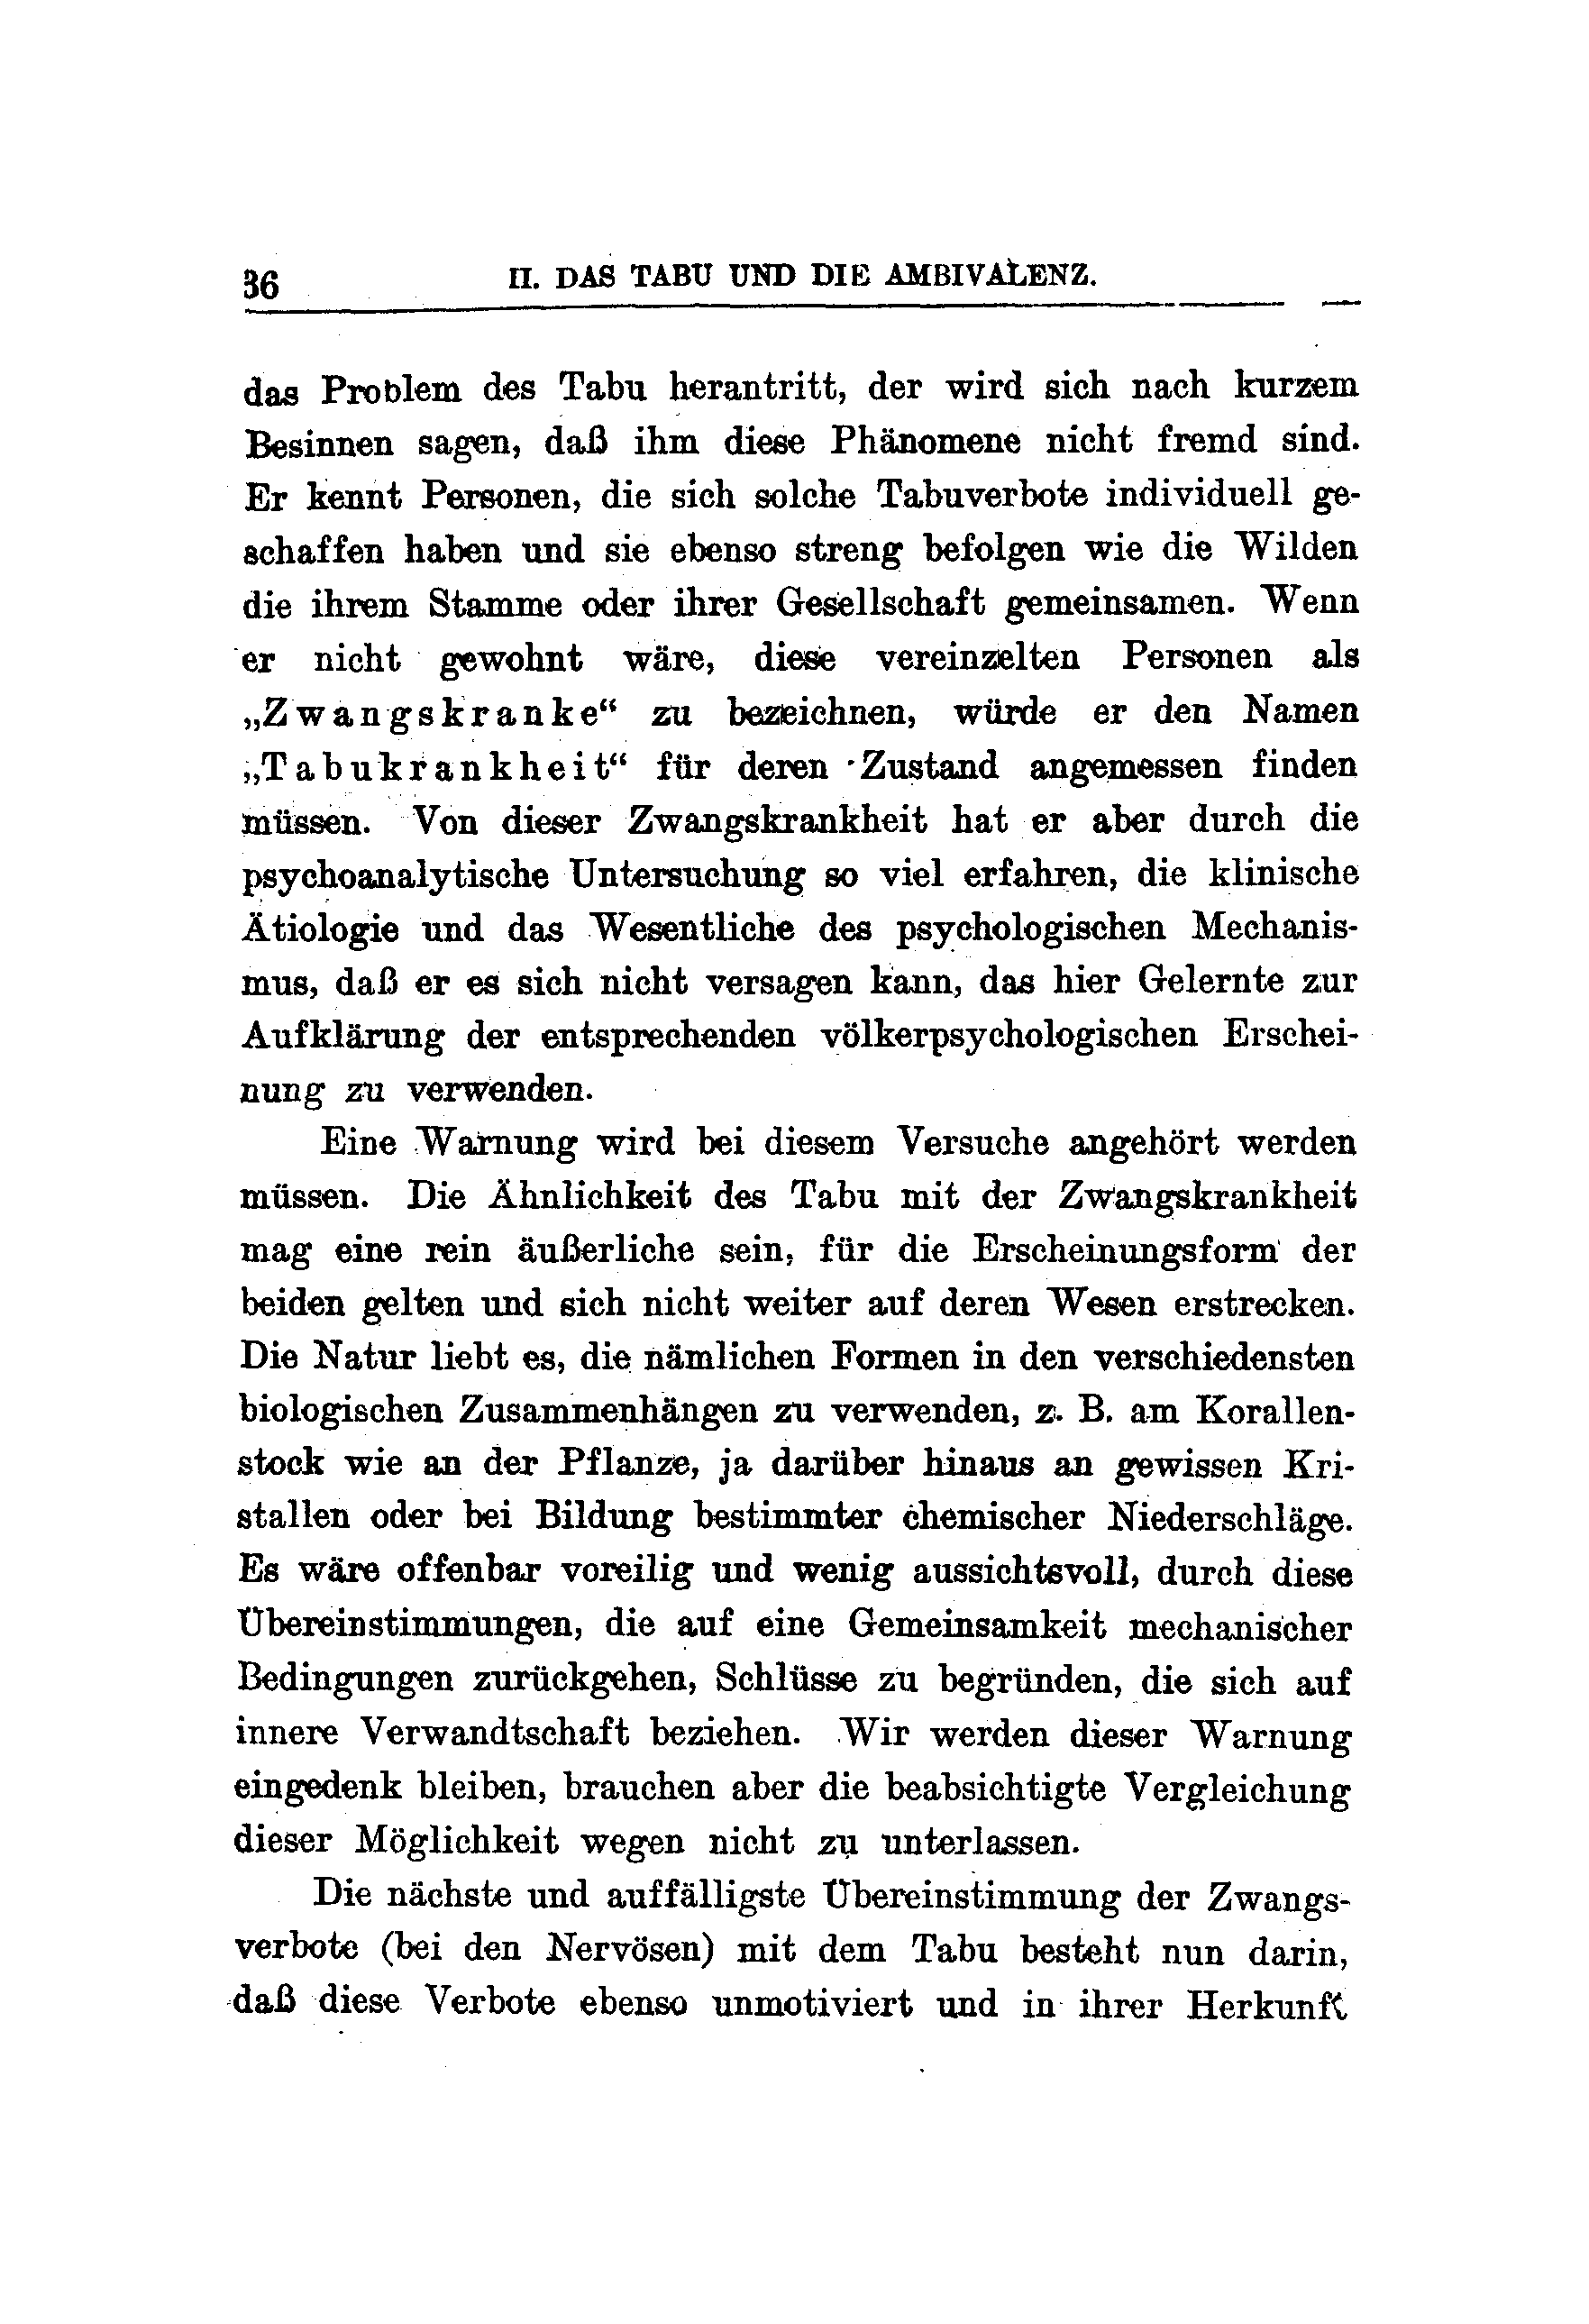 36
II. DAS TABU UND DIE AMBIVALENZ.
das Problem des Tabu herantritt, der wird sich nach kurzem
Besinnen sagen, daß ihm diese Phänomene nicht fremd sind.
Er kennt Personen, die sich solche Tabuverbote individuell ge-
schaffen haben und sie ebenso streng befolgen wie die Wilden
die ihrem Stamme oder ihrer Gesellschaft gemeinsamen. Wenn
er nicht gewohnt wäre, diese vereinzelten Personen als
„Zwangskranke“ zu bezeichnen, würde er den Namen
„Tabukrankheit“ für deren Zustand angemessen finden
müssen. Von dieser Zwangskrankheit hat er aber durch die
psychoanalytische Untersuchung so viel erfahren, die klinische
Ätiologie und das Wesentliche des psychologischen Mechanis-
mus, daß er es sich nicht versagen kann, das hier Gelernte zur
Aufklärung der entsprechenden völkerpsychologischen Erschei-
nung zu verwenden.
Eine Warnung wird bei diesem Versuche angehört werden
müssen. Die Ähnlichkeit des Tabu mit der Zwangskrankheit
mag eine rein äußerliche sein, für die Erscheinungsform der
beiden gelten und sich nicht weiter auf deren Wesen erstrecken.
Die Natur liebt es, die nämlichen Formen in den verschiedensten
biologischen Zusammenhängen zu verwenden, z. B. am Korallen-
stock wie an der Pflanze, ja darüber hinaus an gewissen Kri-
stallen oder bei Bildung bestimmter chemischer Niederschläge.
Es wäre offenbar voreilig und wenig aussichtsvoll, durch diese
Übereinstimmungen, die auf eine Gemeinsamkeit mechanischer
Bedingungen zurückgehen, Schlüsse zu begründen, die sich auf
innere Verwandtschaft beziehen. Wir werden dieser Warnung
eingedenk bleiben, brauchen aber die beabsichtigte Vergleichung
dieser Möglichkeit wegen nicht zu unterlassen.
Die nächste und auffälligste Übereinstimmung der Zwangs-
verbote (bei den Nervösen) mit dem Tabu besteht nun darin,
daß diese Verbote ebenso unmotiviert und in ihrer Herkunft